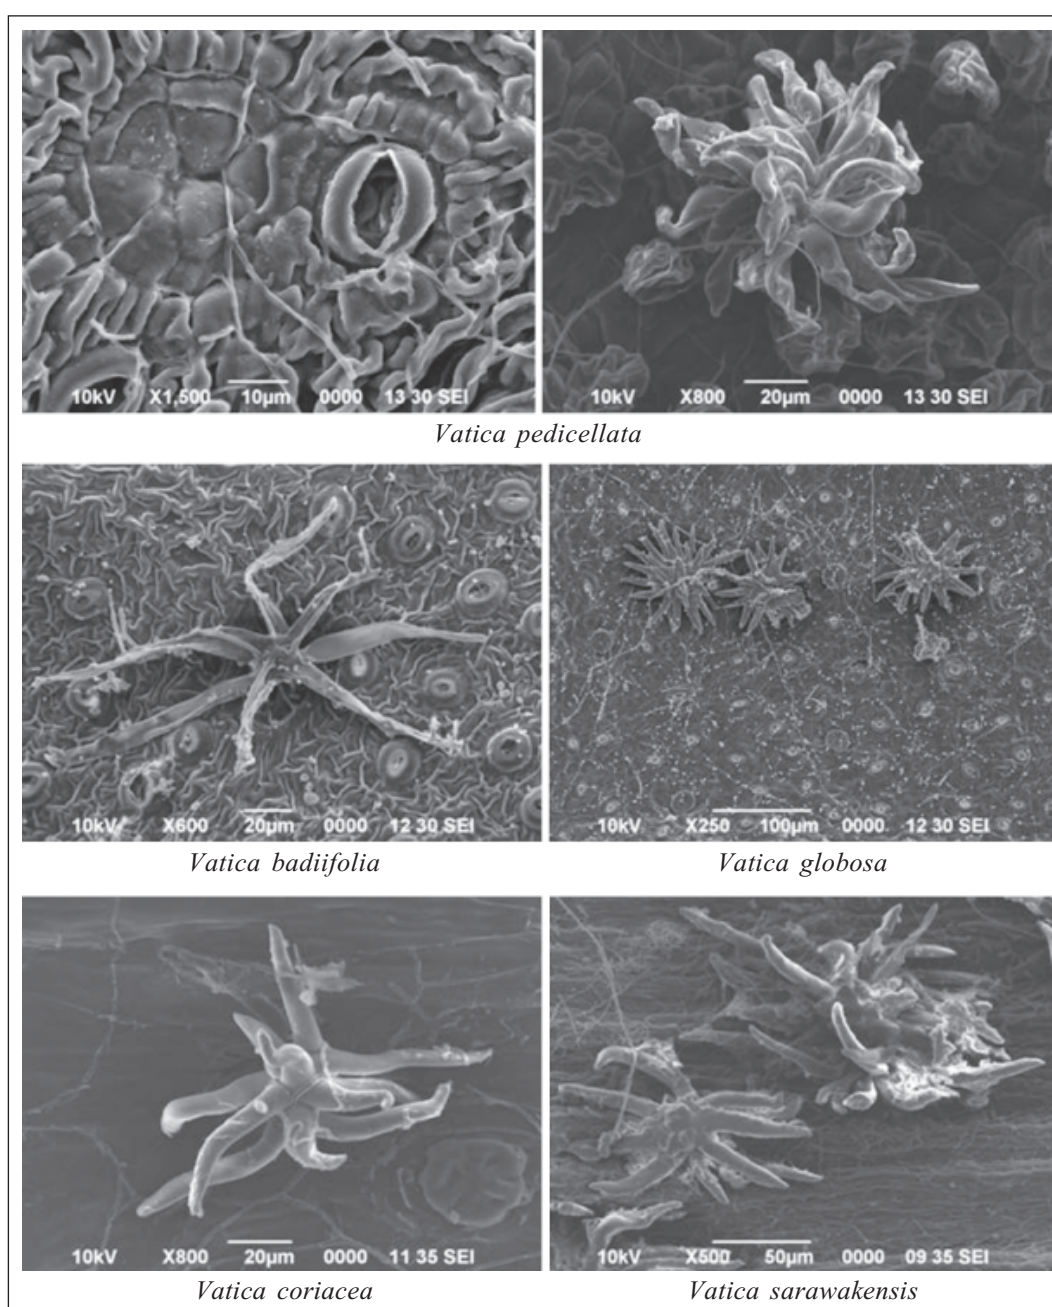 10kV X1,500 10µm 0000 13 30 SEI
10kV X800 20µm 0000 13 30 SEI
Vatica pedicellata
10kV X600 20µm 0000 12 30 SEI
10kV X250 100µm 0000 12 30 SEI
Vatica badiifolia
Vatica globosa
10kV X800 20µm 0000 11 35 SEI
10kV X500 50µm 0000 09 35 SEI
Vatica coriacea
Vatica sarawakensis